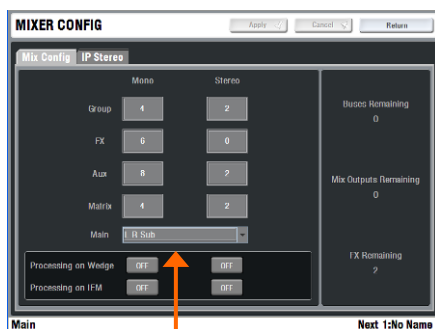 MIXER CONFIG
Apply
Cancel
Return
Mix Config
IP Stereo
Mono Stereo
Group 4 2
Buses Remaining
0
FX 6 0
Aux 8 2
Mix Outputs Remaining
0
Matrix 4 2
Main L R Sub
FX Remaining
2
Processing on Wedge OFF OFF
Processing on IEM OFF OFF
Main
Next 1:No Name